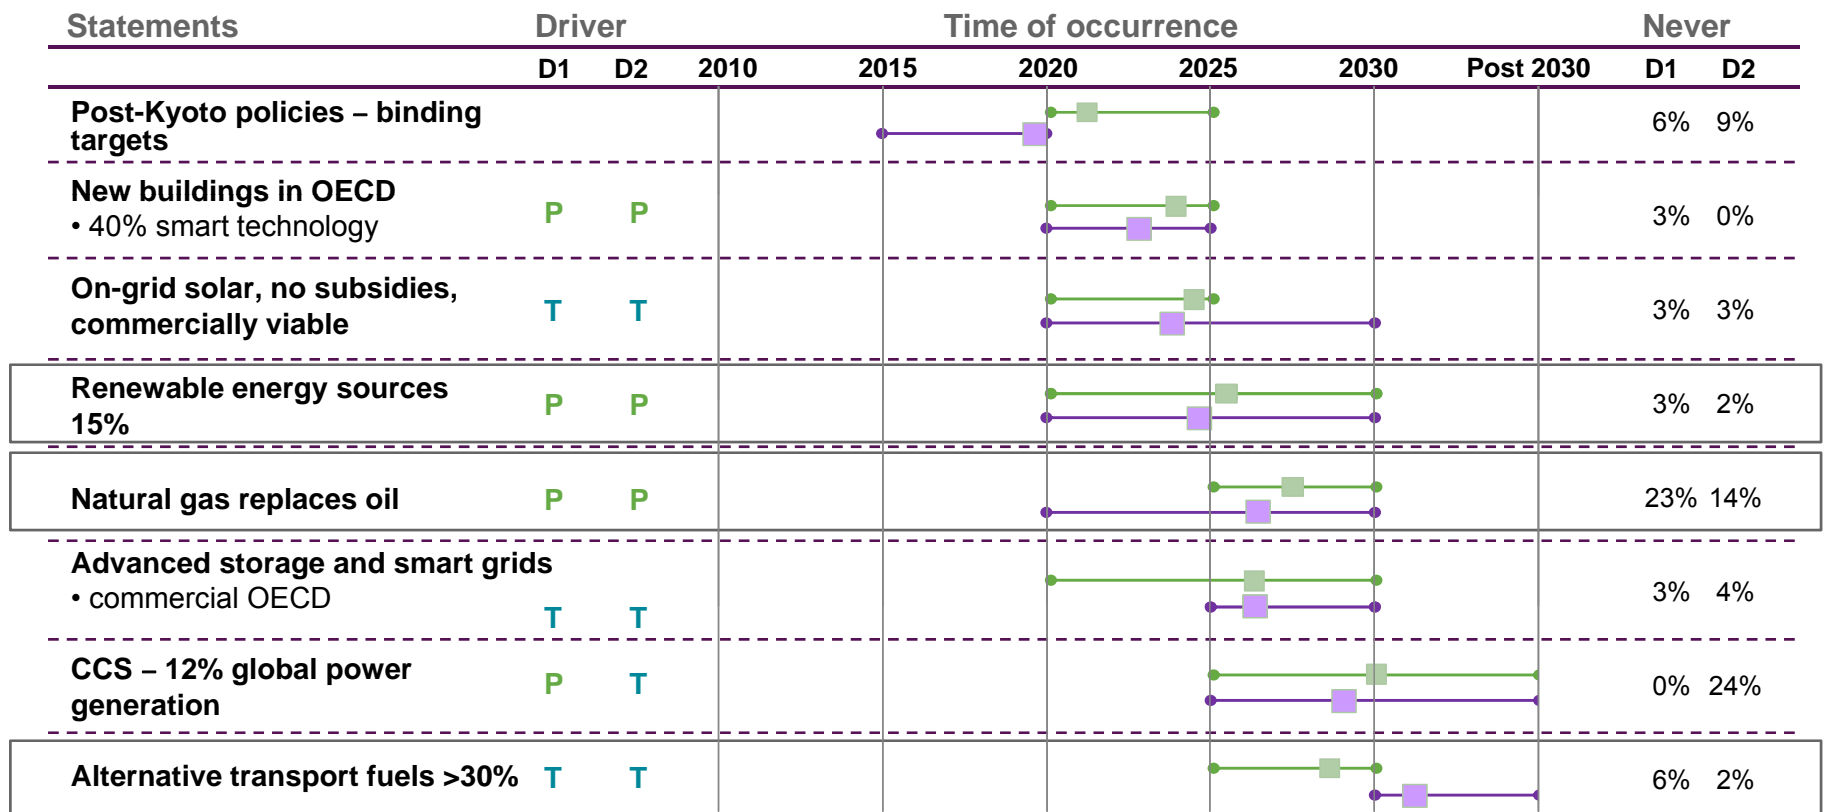 Statements Driver Time of occurrence Never
D1 D2 2010 2015 2020 2025 2030 Post 2030 D1 D2
Post-Kyoto policies – binding
targets
6% 9%
New buildings in OECD
• 40% smart technology
P P 3% 0%
On-grid solar, no subsidies,
commercially viable
T T 3% 3%
Renewable energy sources
15%
P P 3% 2%
Natural gas replaces oil P P 23% 14%
Advanced storage and smart grids
• commercial OECD
T T 3% 4%
CCS – 12% global power
generation
P T 0% 24%
Alternative transport fuels >30% T T 6% 2%